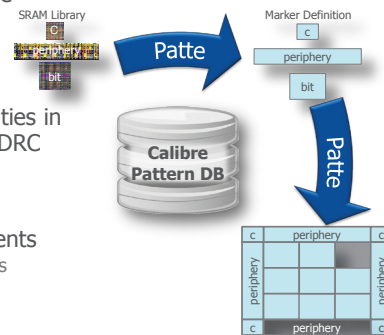 SRAM Library
Marker Definition
c
periphery
bit
Patte
c
periphery
bit
ties in
DRC
Calibre
Pattern DB
Patte
ents
s
c periphery c
periphery
periphery
c periphery c